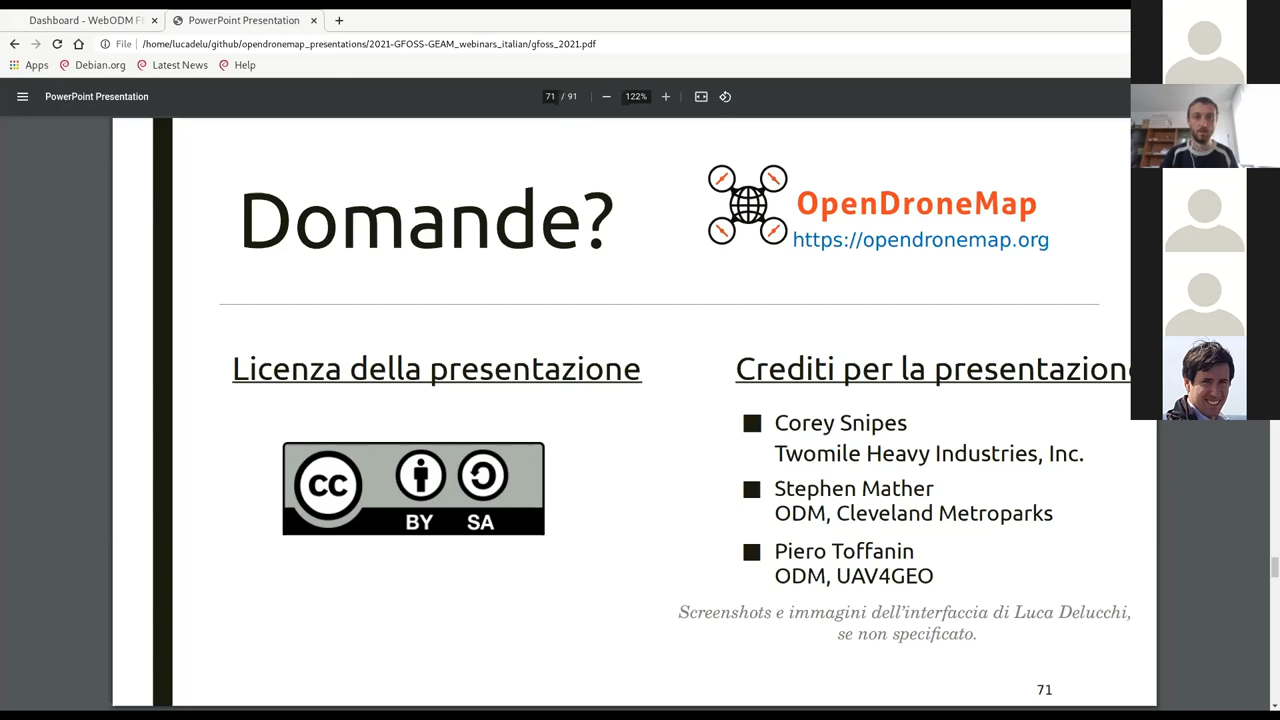 Dashboard - WebODM Fi
PowerPoint Presentation
File
/home/lucadelu/github/opendronemap_presentations/2021-GFOSS-GEAM_webinars_italian/gfoss_2021.pdf
Apps
Debian.org
Latest News
Help
PowerPoint Presentation
71 / 91
122%
Domande?
OpenDroneMap
https://opendronemap.org
Licenza della presentazione
CC
BY SA
Crediti per la presentazion
Corey Snipes
Twomile Heavy Industries, Inc.
Stephen Mather
ODM, Cleveland Metroparks
Piero Toffanin
ODM, UAV4GEO
Screenshots e immagini dell'interfaccia di Luca Delucchi,
se non specificato.
71